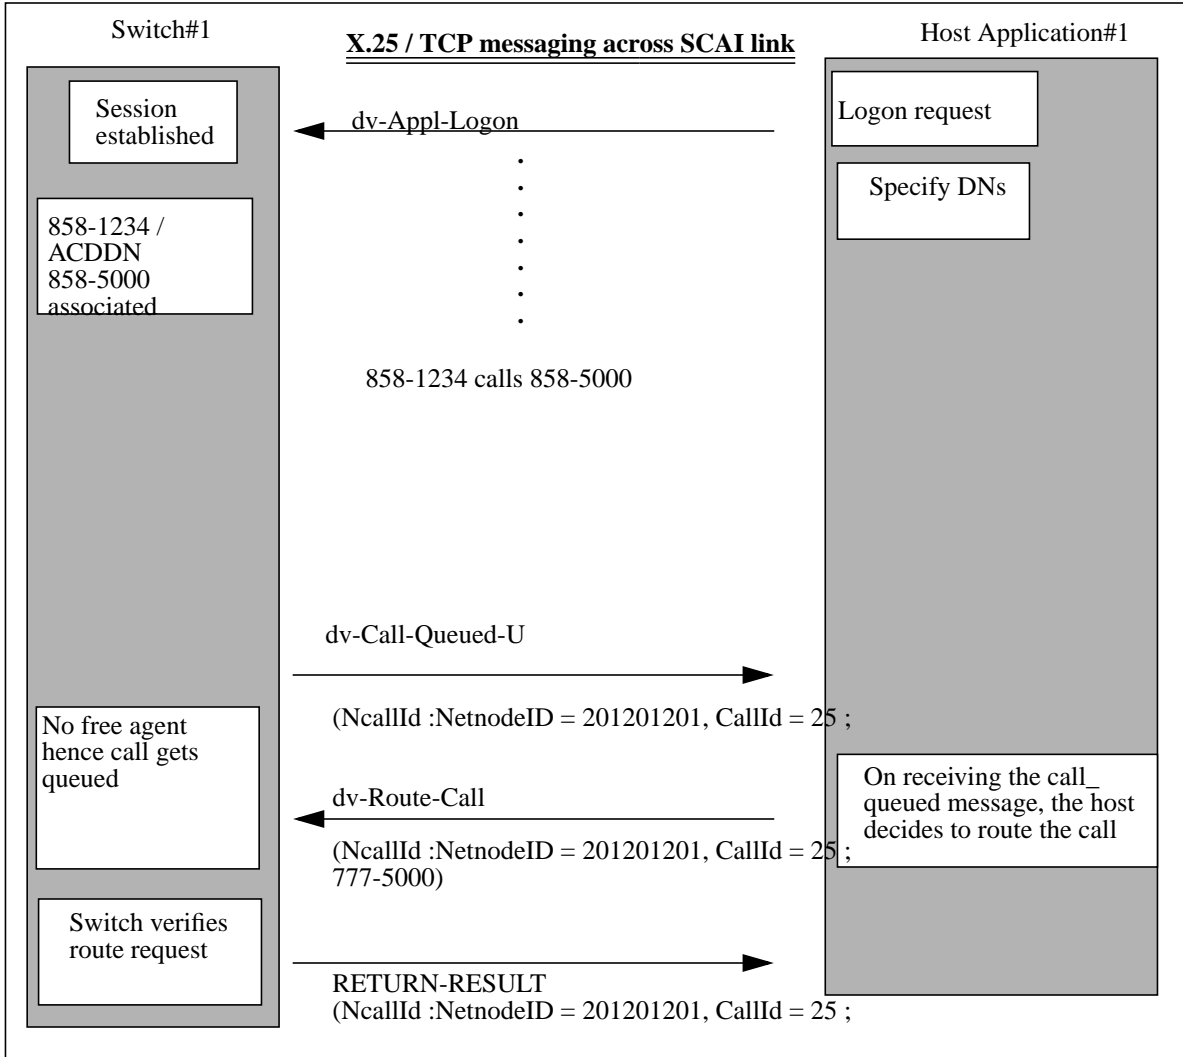 Switch#1
X.25 / TCP messaging across SCAI link
Host Application#1
Session
established
dv-Appl-Logon
Logon request
Specify DNs
858-1234 /
ACDDN
858-5000
associated
858-1234 calls 858-5000
dv-Call-Queued-U
(NcallId :NetnodeID = 201201201, CallId = 25 ;
No free agent
hence call gets
queued
On receiving the call_
queued message, the host
decides to route the call
dv-Route-Call
(NcallId :NetnodeID = 201201201, CallId = 25 ;
777-5000)
Switch verifies
route request
RETURN-RESULT
(NcallId :NetnodeID = 201201201, CallId = 25 ;